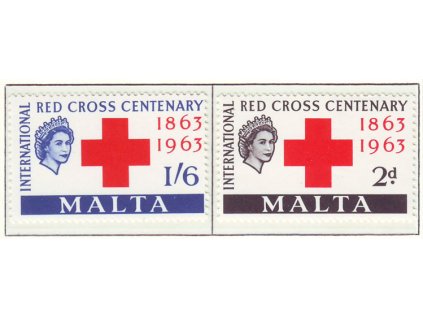 INTERNATIONAL
RED CROSS CENTENARY
1863
1963
1/6
MALTA
INTERNATIONAL
RED CROSS CENTENARY
1863
1963
2d.
MALTA